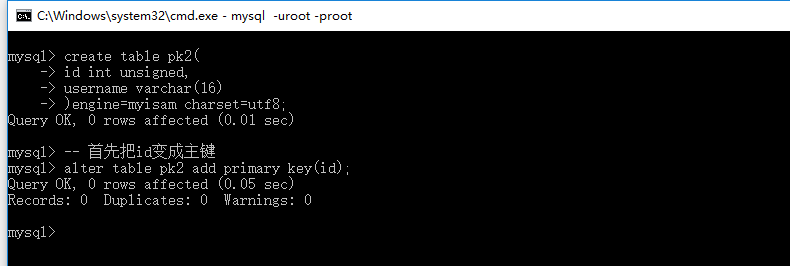 C:\Windows\system32\cmd.exe - mysql  -uroot -proot
mysql> create table pk2(
    -> id int unsigned,
    -> username varchar(16)
    -> )engine=myisam charset=utf8;
Query OK, 0 rows affected (0.01 sec)
mysql> -- 首先把id变成主键
mysql> alter table pk2 add primary key(id);
Query OK, 0 rows affected (0.05 sec)
Records: 0  Duplicates: 0  Warnings: 0
mysql>